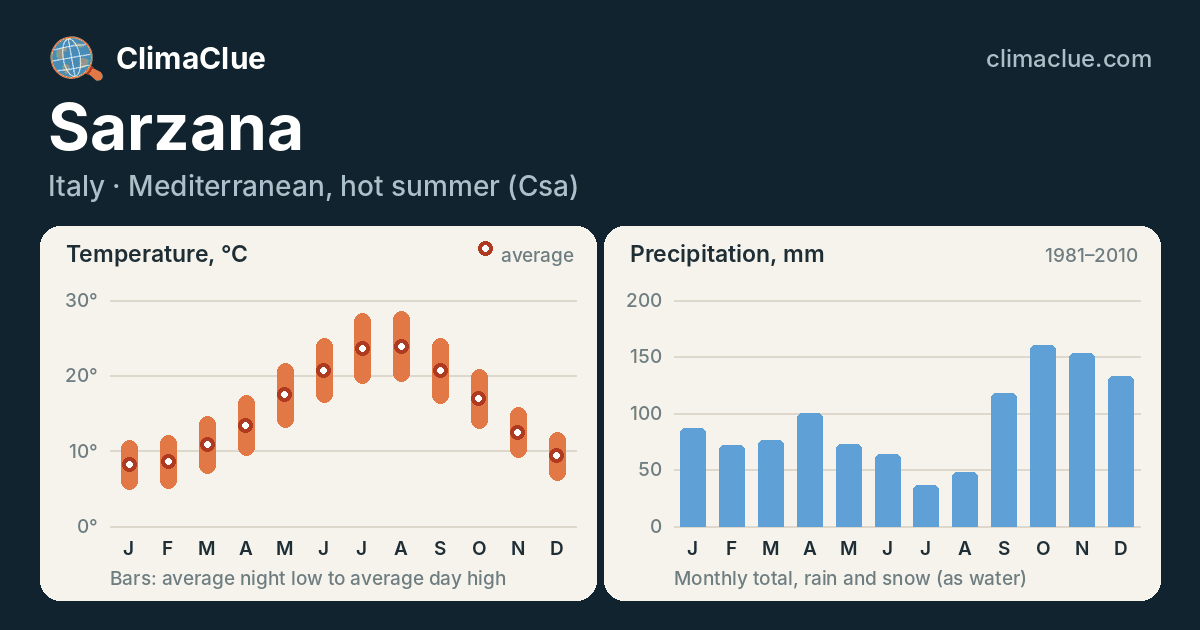 ClimaClue
climaclue.com
Sarzana
Italy · Mediterranean, hot summer (Csa)
Temperature, °C
average
30°
20°
10°
0°
J F M A M J J A S O N D
Bars: average night low to average day high
Precipitation, mm
1981–2010
200
150
100
50
0
J F M A M J J A S O N D
Monthly total, rain and snow (as water)